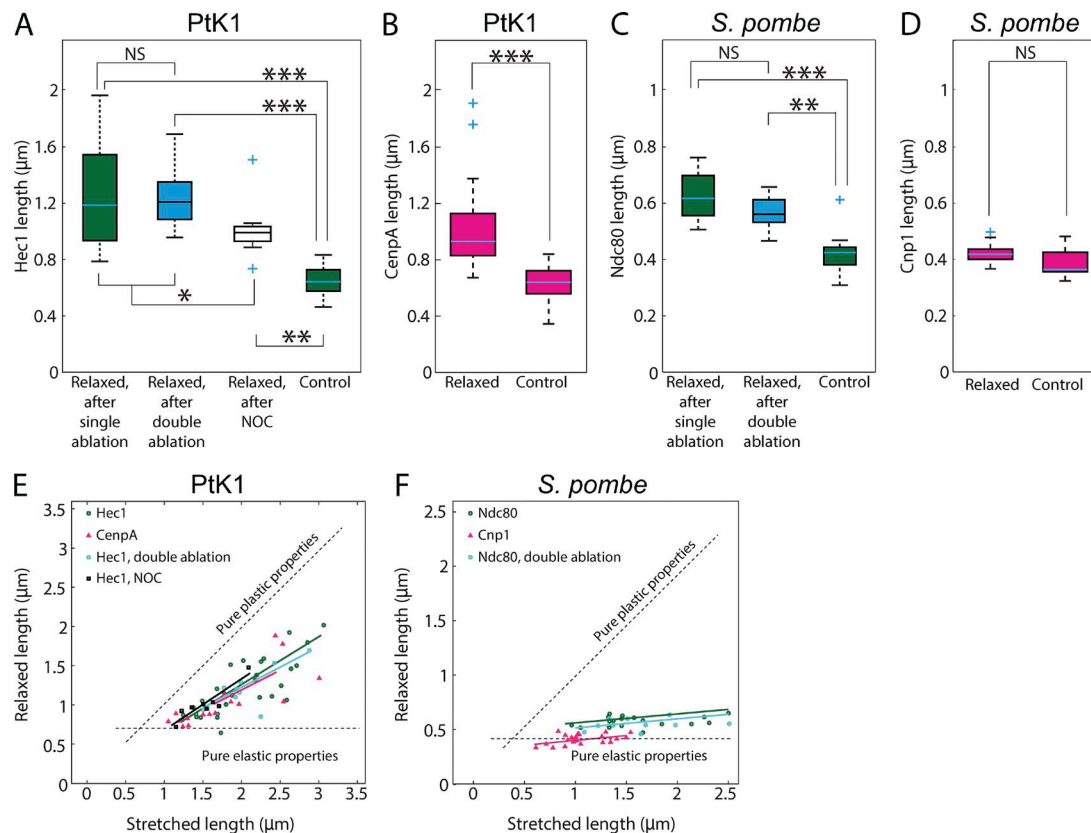 A
PtK1
NS
***
***
*
**
Hec1 length (μm)
2
1.6
1.2
0.8
0.4
0
Relaxed,
after
single
ablation
Relaxed,
after
double
ablation
Relaxed,
after
NOC
Control
B
PtK1
***
CenpA length (μm)
2
1.6
1.2
0.8
0.4
0
Relaxed
Control
C
S. pombe
NS
***
**
Ndc80 length (μm)
1
0.8
0.6
0.4
0.2
0
Relaxed,
after
single
ablation
Relaxed,
after
double
ablation
Control
D
S. pombe
NS
Cnp1 length (μm)
1
0.8
0.6
0.4
0.2
0
Relaxed
Control
E
PtK1
Hec1
CenpA
Hec1, double ablation
Hec1, NOC
Pure plastic properties
Pure elastic properties
Relaxed length (μm)
3.5
3
2.5
2
1.5
1
0.5
0
0
0.5
1
1.5
2
2.5
3
3.5
Stretched length (μm)
F
S. pombe
Ndc80
Cnp1
Ndc80, double ablation
Pure plastic properties
Pure elastic properties
Relaxed length (μm)
2.5
2
1.5
1
0.5
0
0
0.5
1
1.5
2
2.5
Stretched length (μm)